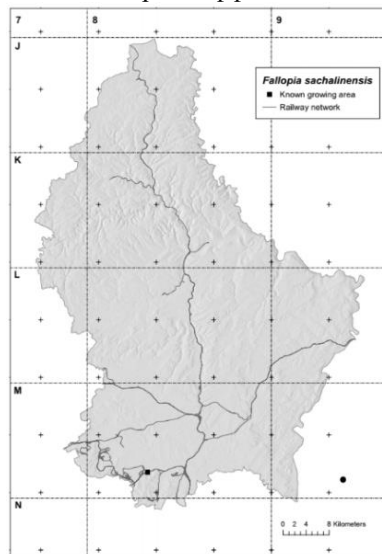 7 8 9
J
Fallopia sachalinensis
Known growing area
Railway network
K
L
M
N
0 2 4 8 Kilometers